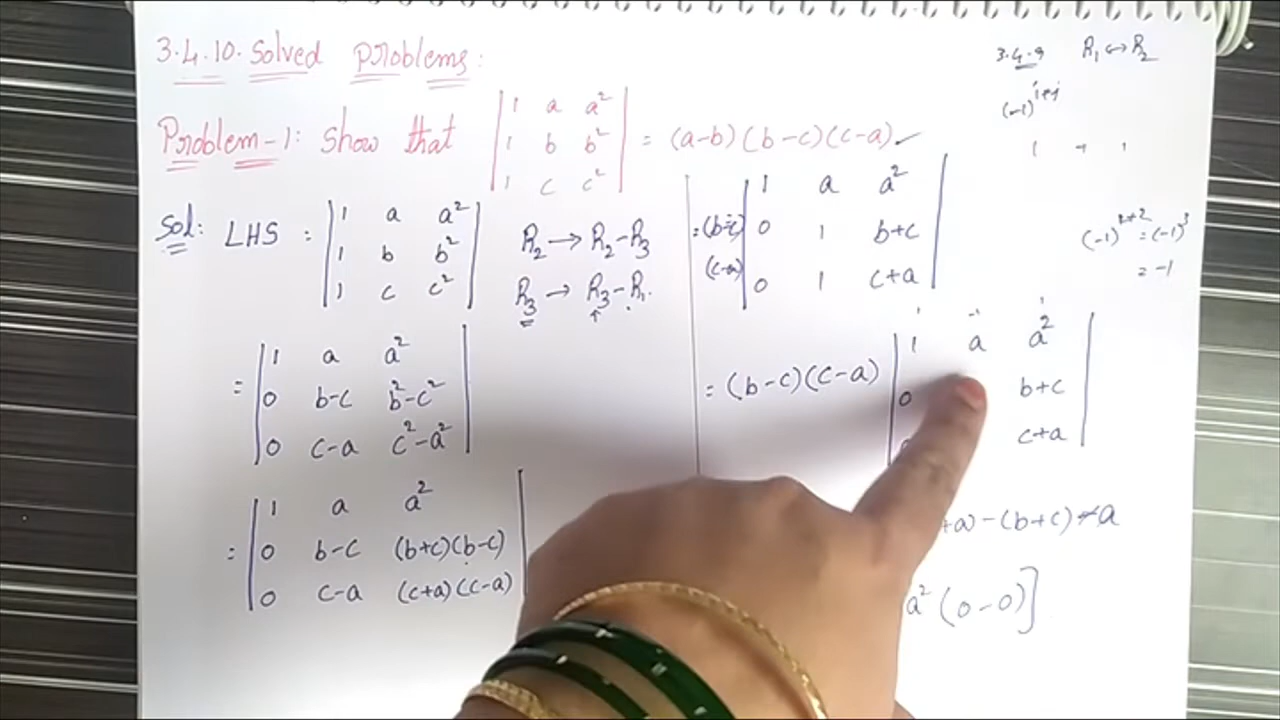 3.4.10. Solved Problems:
3.4.9 R₁ ↔ R₂
(-1)^{i+j}
1 + 1
Problem-1: Show that | 1 a a² | = (a-b)(b-c)(c-a)
| 1 b b² |
| 1 c c² |
Sol: LHS = | 1 a a² | R₂ → R₂-R₃
| 1 b b² | R₃ → R₃-R₁.
| 1 c c² |
= | 1 a a² |
| 0 b-c b²-c² |
| 0 c-a c²-a² |
= | 1 a a² |
| 0 b-c (b+c)(b-c) |
| 0 c-a (c+a)(c-a) |
= (b-c) | 1 a a² |
(c-a) | 0 1 b+c |
| 0 1 c+a |
= (b-c)(c-a) | 1 a a² |
| 0 b+c |
c+a |
+a) - (b+c) - a
a² (0-0)]
= (-1)³
= -1